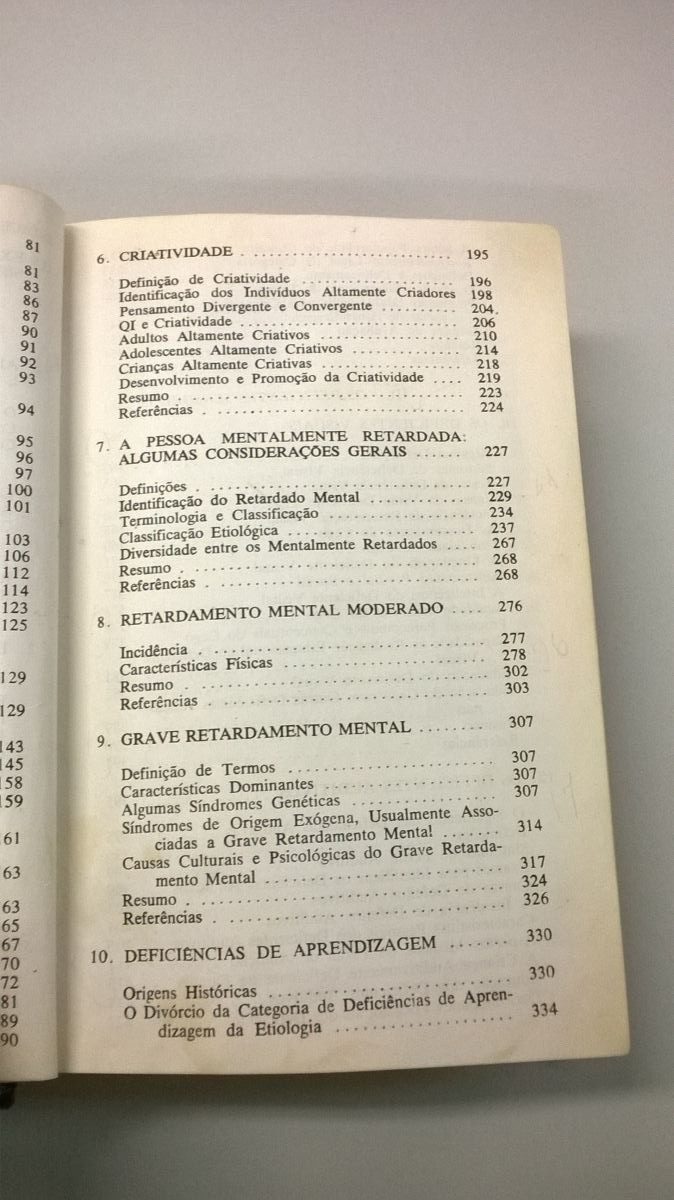 81
81
83
86
87
90
91
92
93
94
95
96
97
100
101
103
106
112
114
123
125
129
129
143
145
158
159
61
63
63
65
67
70
72
81
89
90
6. CRIATIVIDADE . . . . . . . . . . . . . . . . . . . . . . . . . . 195
Definição de Criatividade . . . . . . . . . . . . . . . . . . . 196
Identificação dos Indivíduos Altamente Criadores 198
Pensamento Divergente e Convergente . . . . . . . . . . 204
QI e Criatividade . . . . . . . . . . . . . . . . . . . . . . . . . . . 206
Adultos Altamente Criativos . . . . . . . . . . . . . . . . . 210
Adolescentes Altamente Criativos . . . . . . . . . . . . . 214
Crianças Altamente Criativas . . . . . . . . . . . . . . . . . 218
Desenvolvimento e Promoção da Criatividade . . . . 219
Resumo . . . . . . . . . . . . . . . . . . . . . . . . . . . . . . . . . . . 223
Referências . . . . . . . . . . . . . . . . . . . . . . . . . . . . . . . . 224
7. A PESSOA MENTALMENTE RETARDADA:
ALGUMAS CONSIDERAÇÕES GERAIS . . . . . . 227
Definições . . . . . . . . . . . . . . . . . . . . . . . . . . . . . . . . . 227
Identificação do Retardado Mental . . . . . . . . . . . . 229
Terminologia e Classificação . . . . . . . . . . . . . . . . . 234
Classificação Etiológica . . . . . . . . . . . . . . . . . . . . . 237
Diversidade entre os Mentalmente Retardados . . . . 267
Resumo . . . . . . . . . . . . . . . . . . . . . . . . . . . . . . . . . . . 268
Referências . . . . . . . . . . . . . . . . . . . . . . . . . . . . . . . . 268
8. RETARDAMENTO MENTAL MODERADO . . . . 276
Incidência . . . . . . . . . . . . . . . . . . . . . . . . . . . . . . . . . 277
Características Físicas . . . . . . . . . . . . . . . . . . . . . . . 278
Resumo . . . . . . . . . . . . . . . . . . . . . . . . . . . . . . . . . . . 302
Referências . . . . . . . . . . . . . . . . . . . . . . . . . . . . . . . . 303
9. GRAVE RETARDAMENTO MENTAL . . . . . . . . 307
Definição de Termos . . . . . . . . . . . . . . . . . . . . . . . . 307
Características Dominantes . . . . . . . . . . . . . . . . . . . 307
Algumas Síndromes Genéticas . . . . . . . . . . . . . . . . 307
Síndromes de Origem Exógena, Usualmente Asso-
ciadas a Grave Retardamento Mental . . . . . . . 314
Causas Culturais e Psicológicas do Grave Retarda-
mento Mental . . . . . . . . . . . . . . . . . . . . . . . . . . 317
Resumo . . . . . . . . . . . . . . . . . . . . . . . . . . . . . . . . . . . 324
Referências . . . . . . . . . . . . . . . . . . . . . . . . . . . . . . . . 326
10. DEFICIÊNCIAS DE APRENDIZAGEM . . . . . . . 330
Origens Históricas . . . . . . . . . . . . . . . . . . . . . . . . . . 330
O Divórcio da Categoria de Deficiências de Apren-
dizagem da Etiologia . . . . . . . . . . . . . . . . . . . . 334